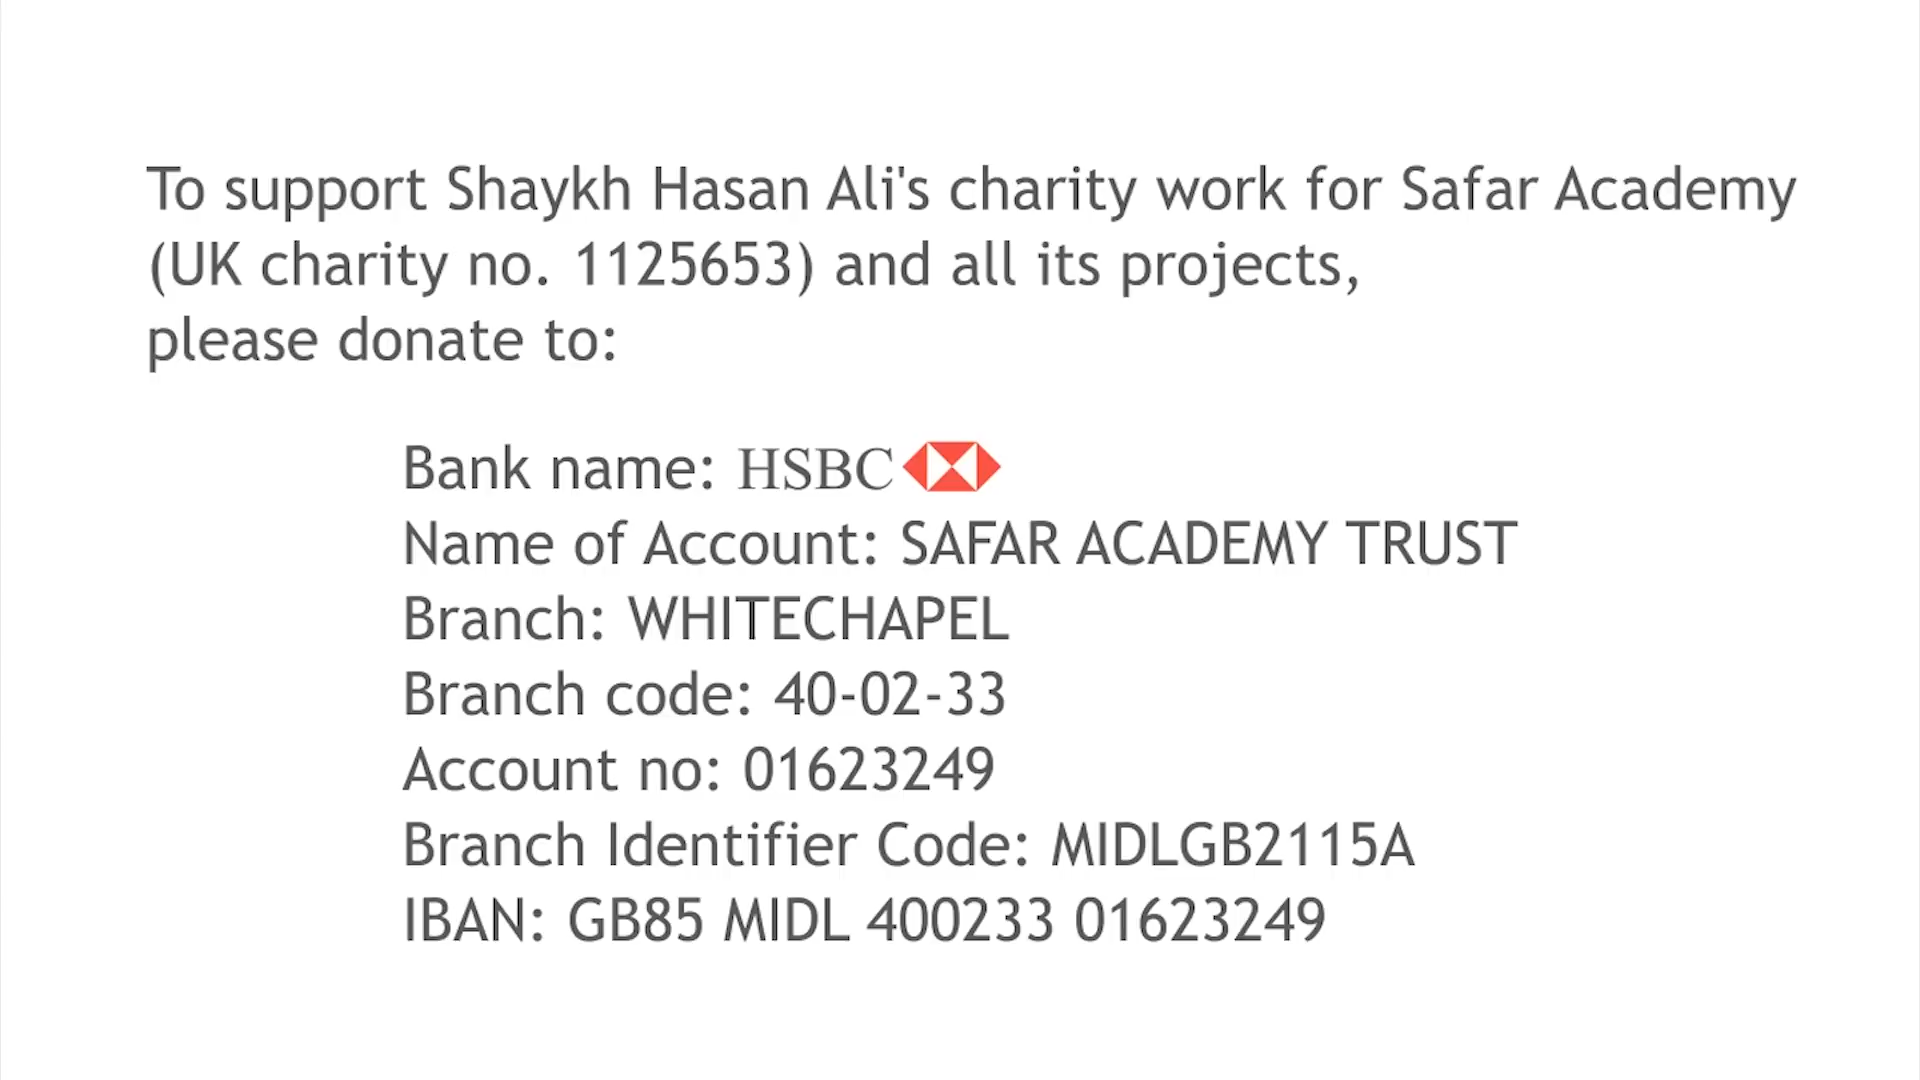 To support Shaykh Hasan Ali's charity work for Safar Academy
(UK charity no. 1125653) and all its projects,
please donate to:
Bank name: HSBC
Name of Account: SAFAR ACADEMY TRUST
Branch: WHITECHAPEL
Branch code: 40-02-33
Account no: 01623249
Branch Identifier Code: MIDLGB2115A
IBAN: GB85 MIDL 400233 01623249